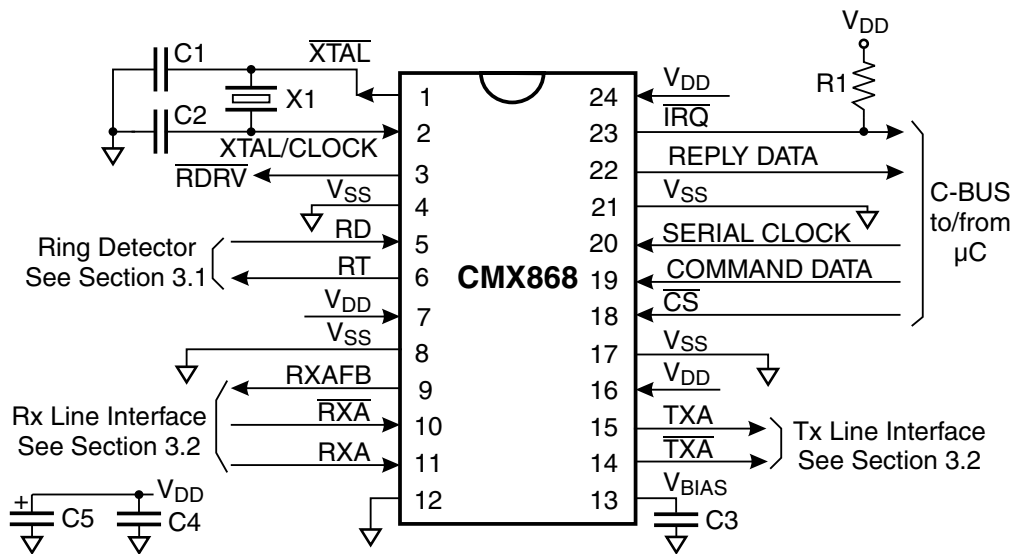 C1
XTAL
X1
C2
XTAL/CLOCK
RDRV
VSS
Ring Detector
See Section 3.1
RD
RT
VDD
VSS
RXAFB
Rx Line Interface
See Section 3.2
RXA
RXA
VDD
+
C5
C4
1
2
3
4
5
6
7
8
9
10
11
12
CMX868
24
23
22
21
20
19
18
17
16
15
14
13
VDD
R1
VDD
IRQ
REPLY DATA
VSS
SERIAL CLOCK
COMMAND DATA
CS
C-BUS
to/from
µC
VSS
VDD
TXA
TXA
Tx Line Interface
See Section 3.2
VBIAS
C3